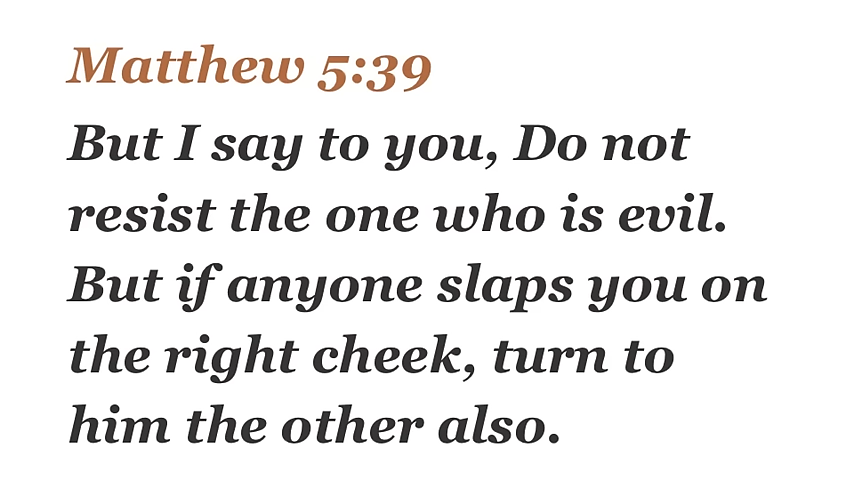 Matthew 5:39
But I say to you, Do not
resist the one who is evil.
But if anyone slaps you on
the right cheek, turn to
him the other also.